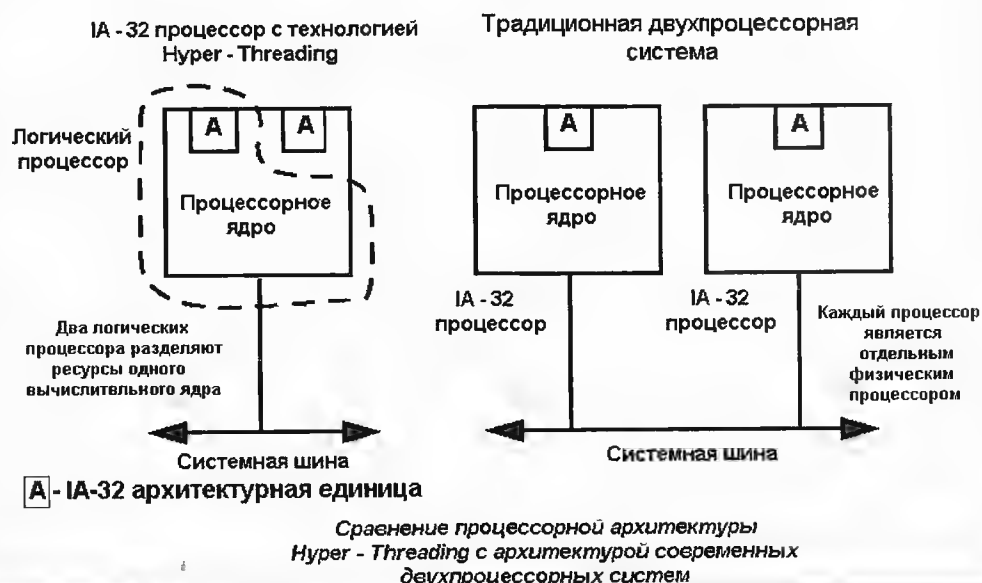 IA - 32 процессор с технологией
Hyper - Threading
Логический
процессор
A
A
Процессорное
ядро
Два логических
процессора разделяют
ресурсы одного
вычислитвльного ядра
Системная шина
Традиционная двухпроцессорная
система
A
A
Процессорное
ядро
Процессорное
ядро
IA - 32
процессор
IA - 32
процессор
Каждый процессор
является
отдельным
физическим
процессором
Системная шина
A - IA-32 архитектурная единица
Сравнение процессорной архитектуры
Hyper - Threading с архитектурой современных
двухпроцессорных систем